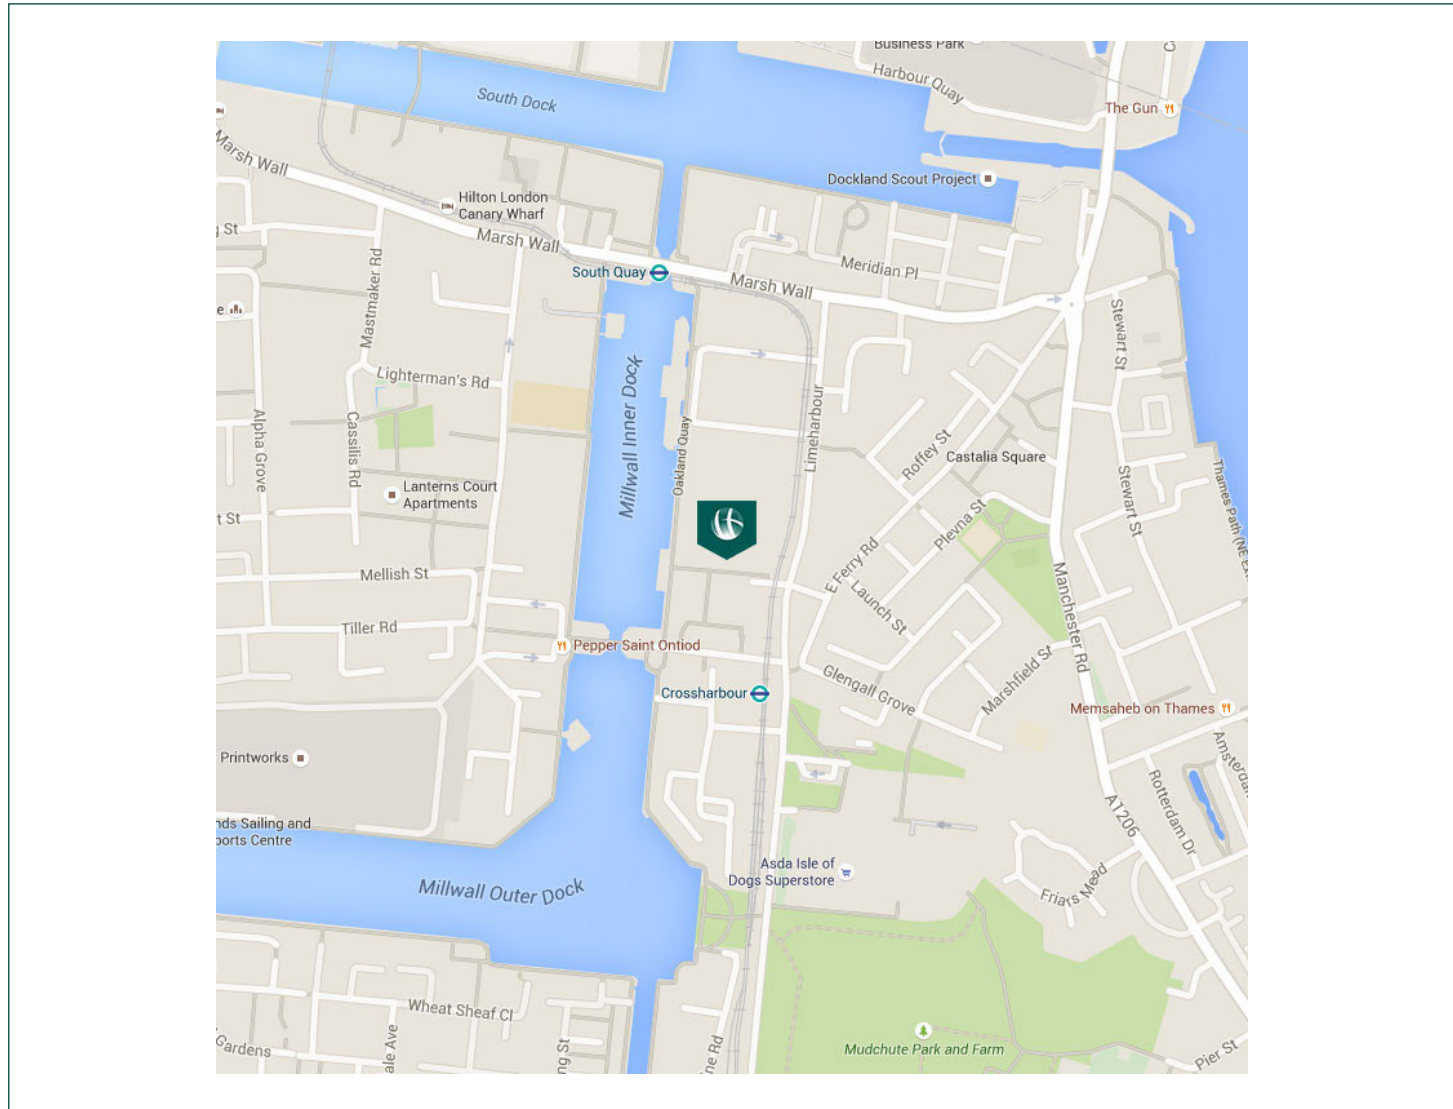 Business Park
Harbour Quay
The Gun
South Dock
Marsh Wall
Dockland Scout Project
Hilton London
Canary Wharf
g St
Marsh Wall
Mastmaker Rd
South Quay
Meridian Pl
Marsh Wall
Stewart St
e
Lighterman's Rd
Millwall Inner Dock
Limeharbour
Alpha Grove
Cassilis Rd
Oakland Quay
Roffey St
Castalia Square
Lanterns Court
Apartments
t St
Stewart St
Thames Path (NE Ex
Plevna St
E Ferry Rd
Mellish St
Launch St
Manchester Rd
Tiller Rd
Pepper Saint Ontiod
Glengall Grove
Marshfield St
Crossharbour
Memsaheb on Thames
Printworks
Amsterdam
Rotterdam Dr
A1206
nds Sailing and
ports Centre
Asda Isle of
Dogs Superstore
Millwall Outer Dock
Friars Mead
Wheat Sheaf Cl
Gardens
ale Ave
ng St
ne Rd
Mudchute Park and Farm
Pier St